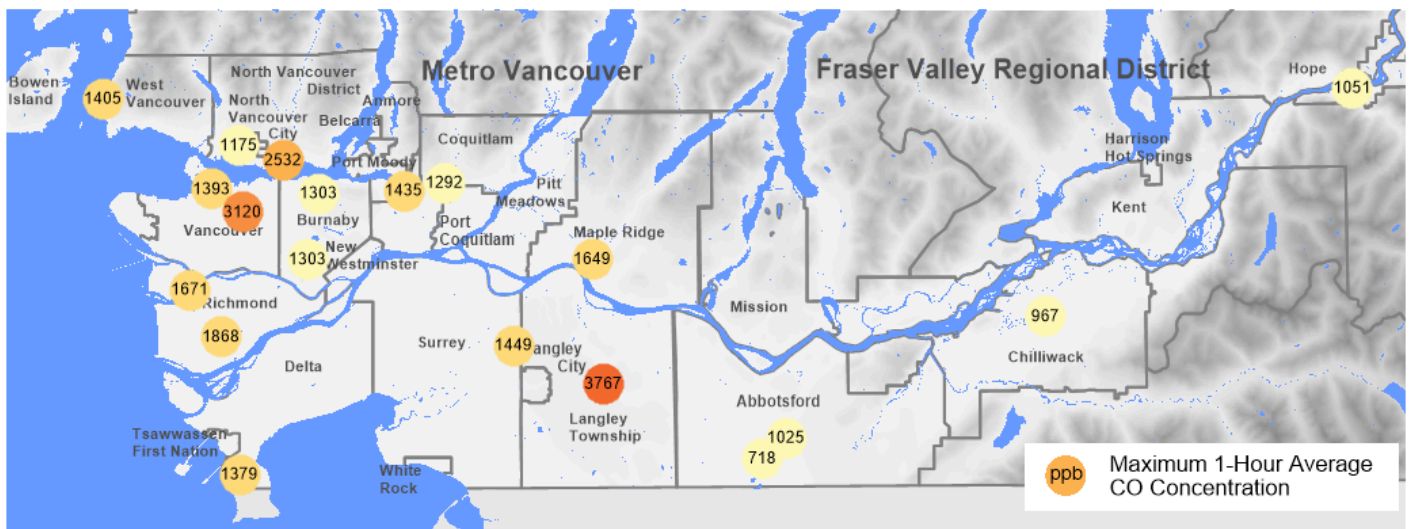 Metro Vancouver
Fraser Valley Regional District
Bowen
Island
1405
West
Vancouver
North Vancouver
District
North
Vancouver
City
Anmore
Belcarra
1175
2532
Port Moody
Coquitlam
Hope
1051
Harrison
Hot Springs
1393
1303
1435
1292
Pitt
Meadows
Kent
3120
Vancouver
Burnaby
Port
Coquitlam
Maple Ridge
1303
New
Westminster
1649
1671
Richmond
1868
Mission
967
Surrey
1449
angley
City
Chilliwack
Delta
3767
Langley
Township
Abbotsford
1025
718
Tsawwassen
First Nation
1379
White
Rock
ppb
Maximum 1-Hour Average
CO Concentration